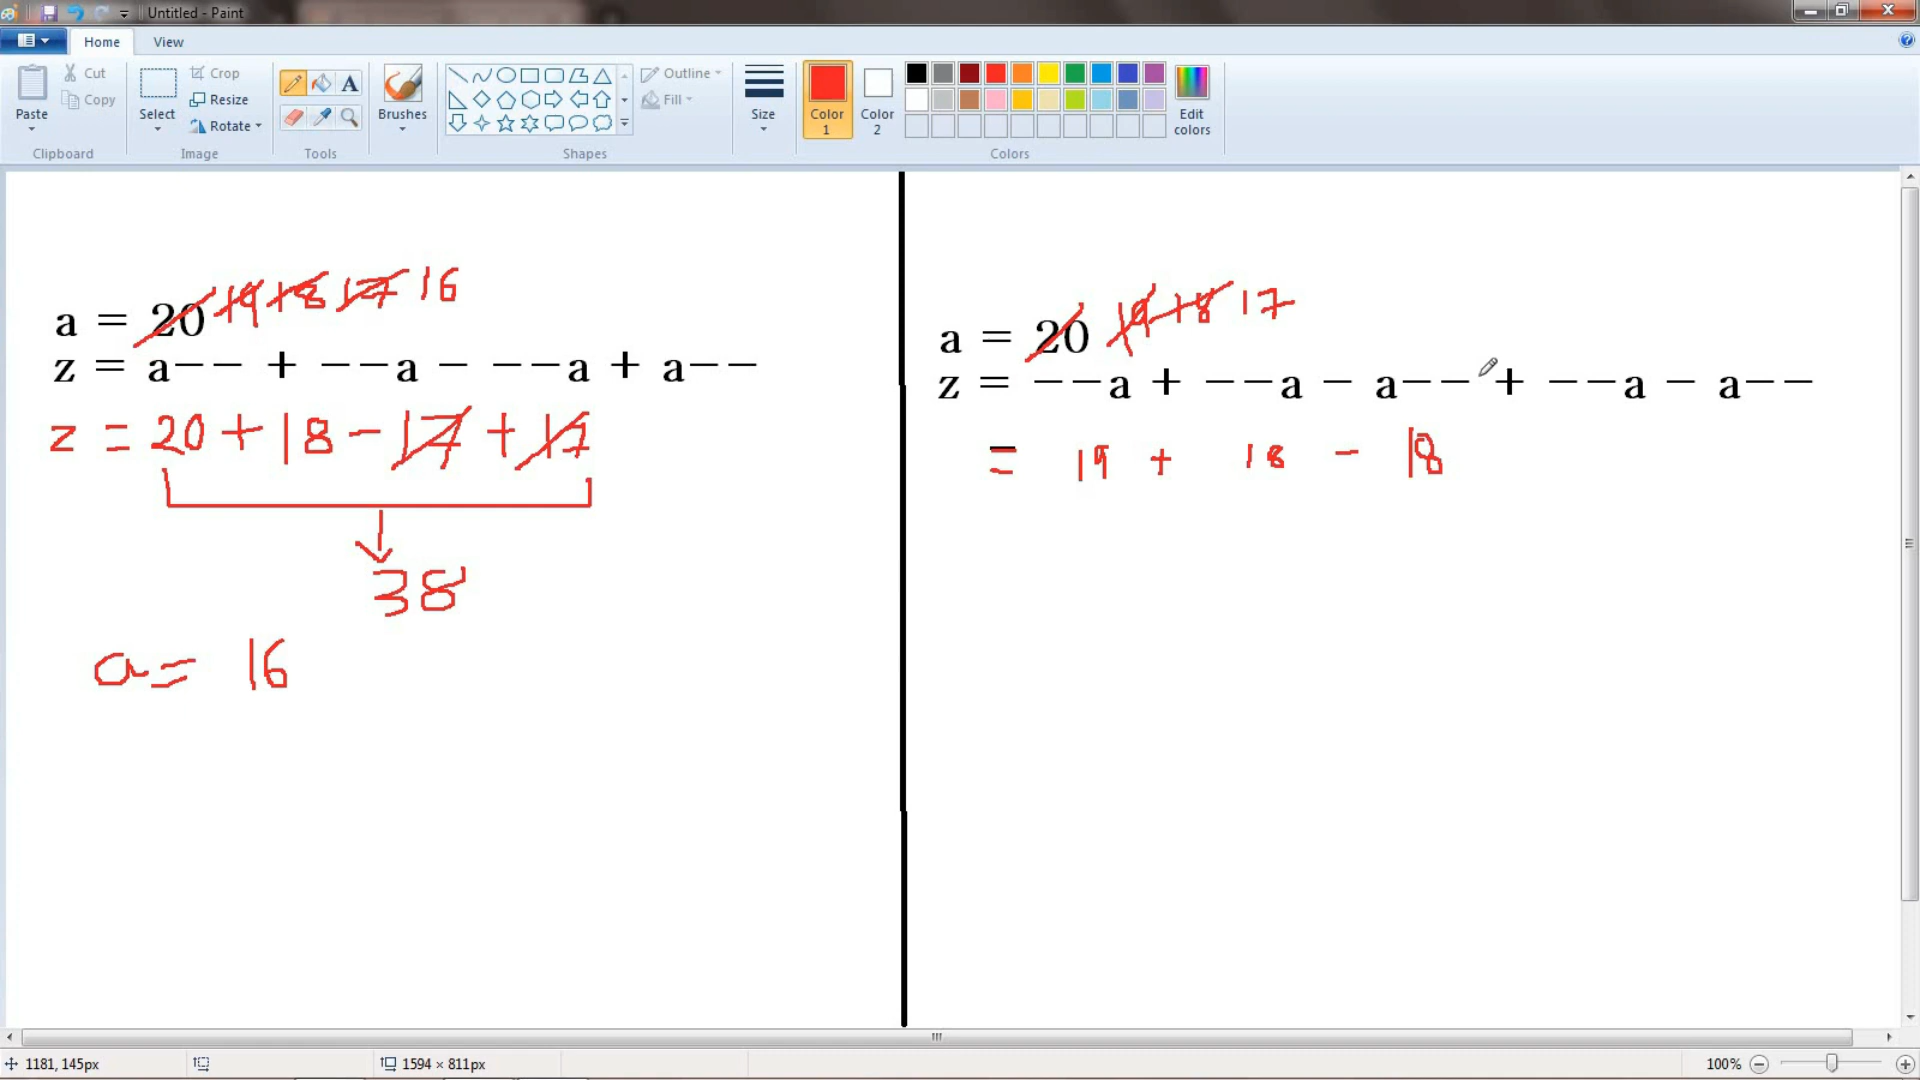 Untitled - Paint
Home View
Paste Cut Copy Clipboard
Select Crop Resize Rotate Image
Tools
Brushes
Outline Fill Shapes
Size
Color 1 Color 2 Edit colors Colors
19 18 17 16
a = 20
z = a−− + −−a − −−a + a−−
z = 20 + 18 − 17 + 17
38
a = 16
19 18 17
a = 20
z = −−a + −−a − a−− + −−a − a−−
= 19 + 18 − 18
1181, 145px 1594 × 811px 100%